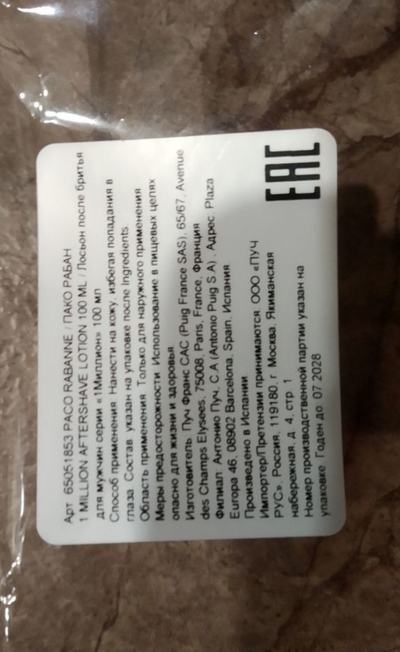 Арт. 65051853 PACO RABANNE / ПАКО РАБАН
1 MILLION AFTERSHAVE LOTION 100 ML / Лосьон после бритья
для мужчин серии «1Миллион» 100 мл
Способ применения: Нанести на кожу, избегая попадания в
глаза. Состав: указан на упаковке после Ingredients
Область применения: Только для наружного применения
Меры предосторожности: Использование в пищевых целях
опасно для жизни и здоровья
Изготовитель: Пуч Франс САС (Puig France SAS), 65/67, Avenue
des Champs Elysees, 75008, Paris, France, Франция
Филиал: Антонио Пуч, С.А (Antonio Puig S.A). Адрес: Plaza
Europa 46, 08902 Barcelona, Spain, Испания
Произведено в Испании
Импортер/Претензии принимаются: ООО «ПУЧ
РУС», Россия, 119180, г. Москва, Якиманская
набережная, д. 4, стр. 1
Номер производственной партии указан на
упаковке. Годен до: 07.2028
EAC